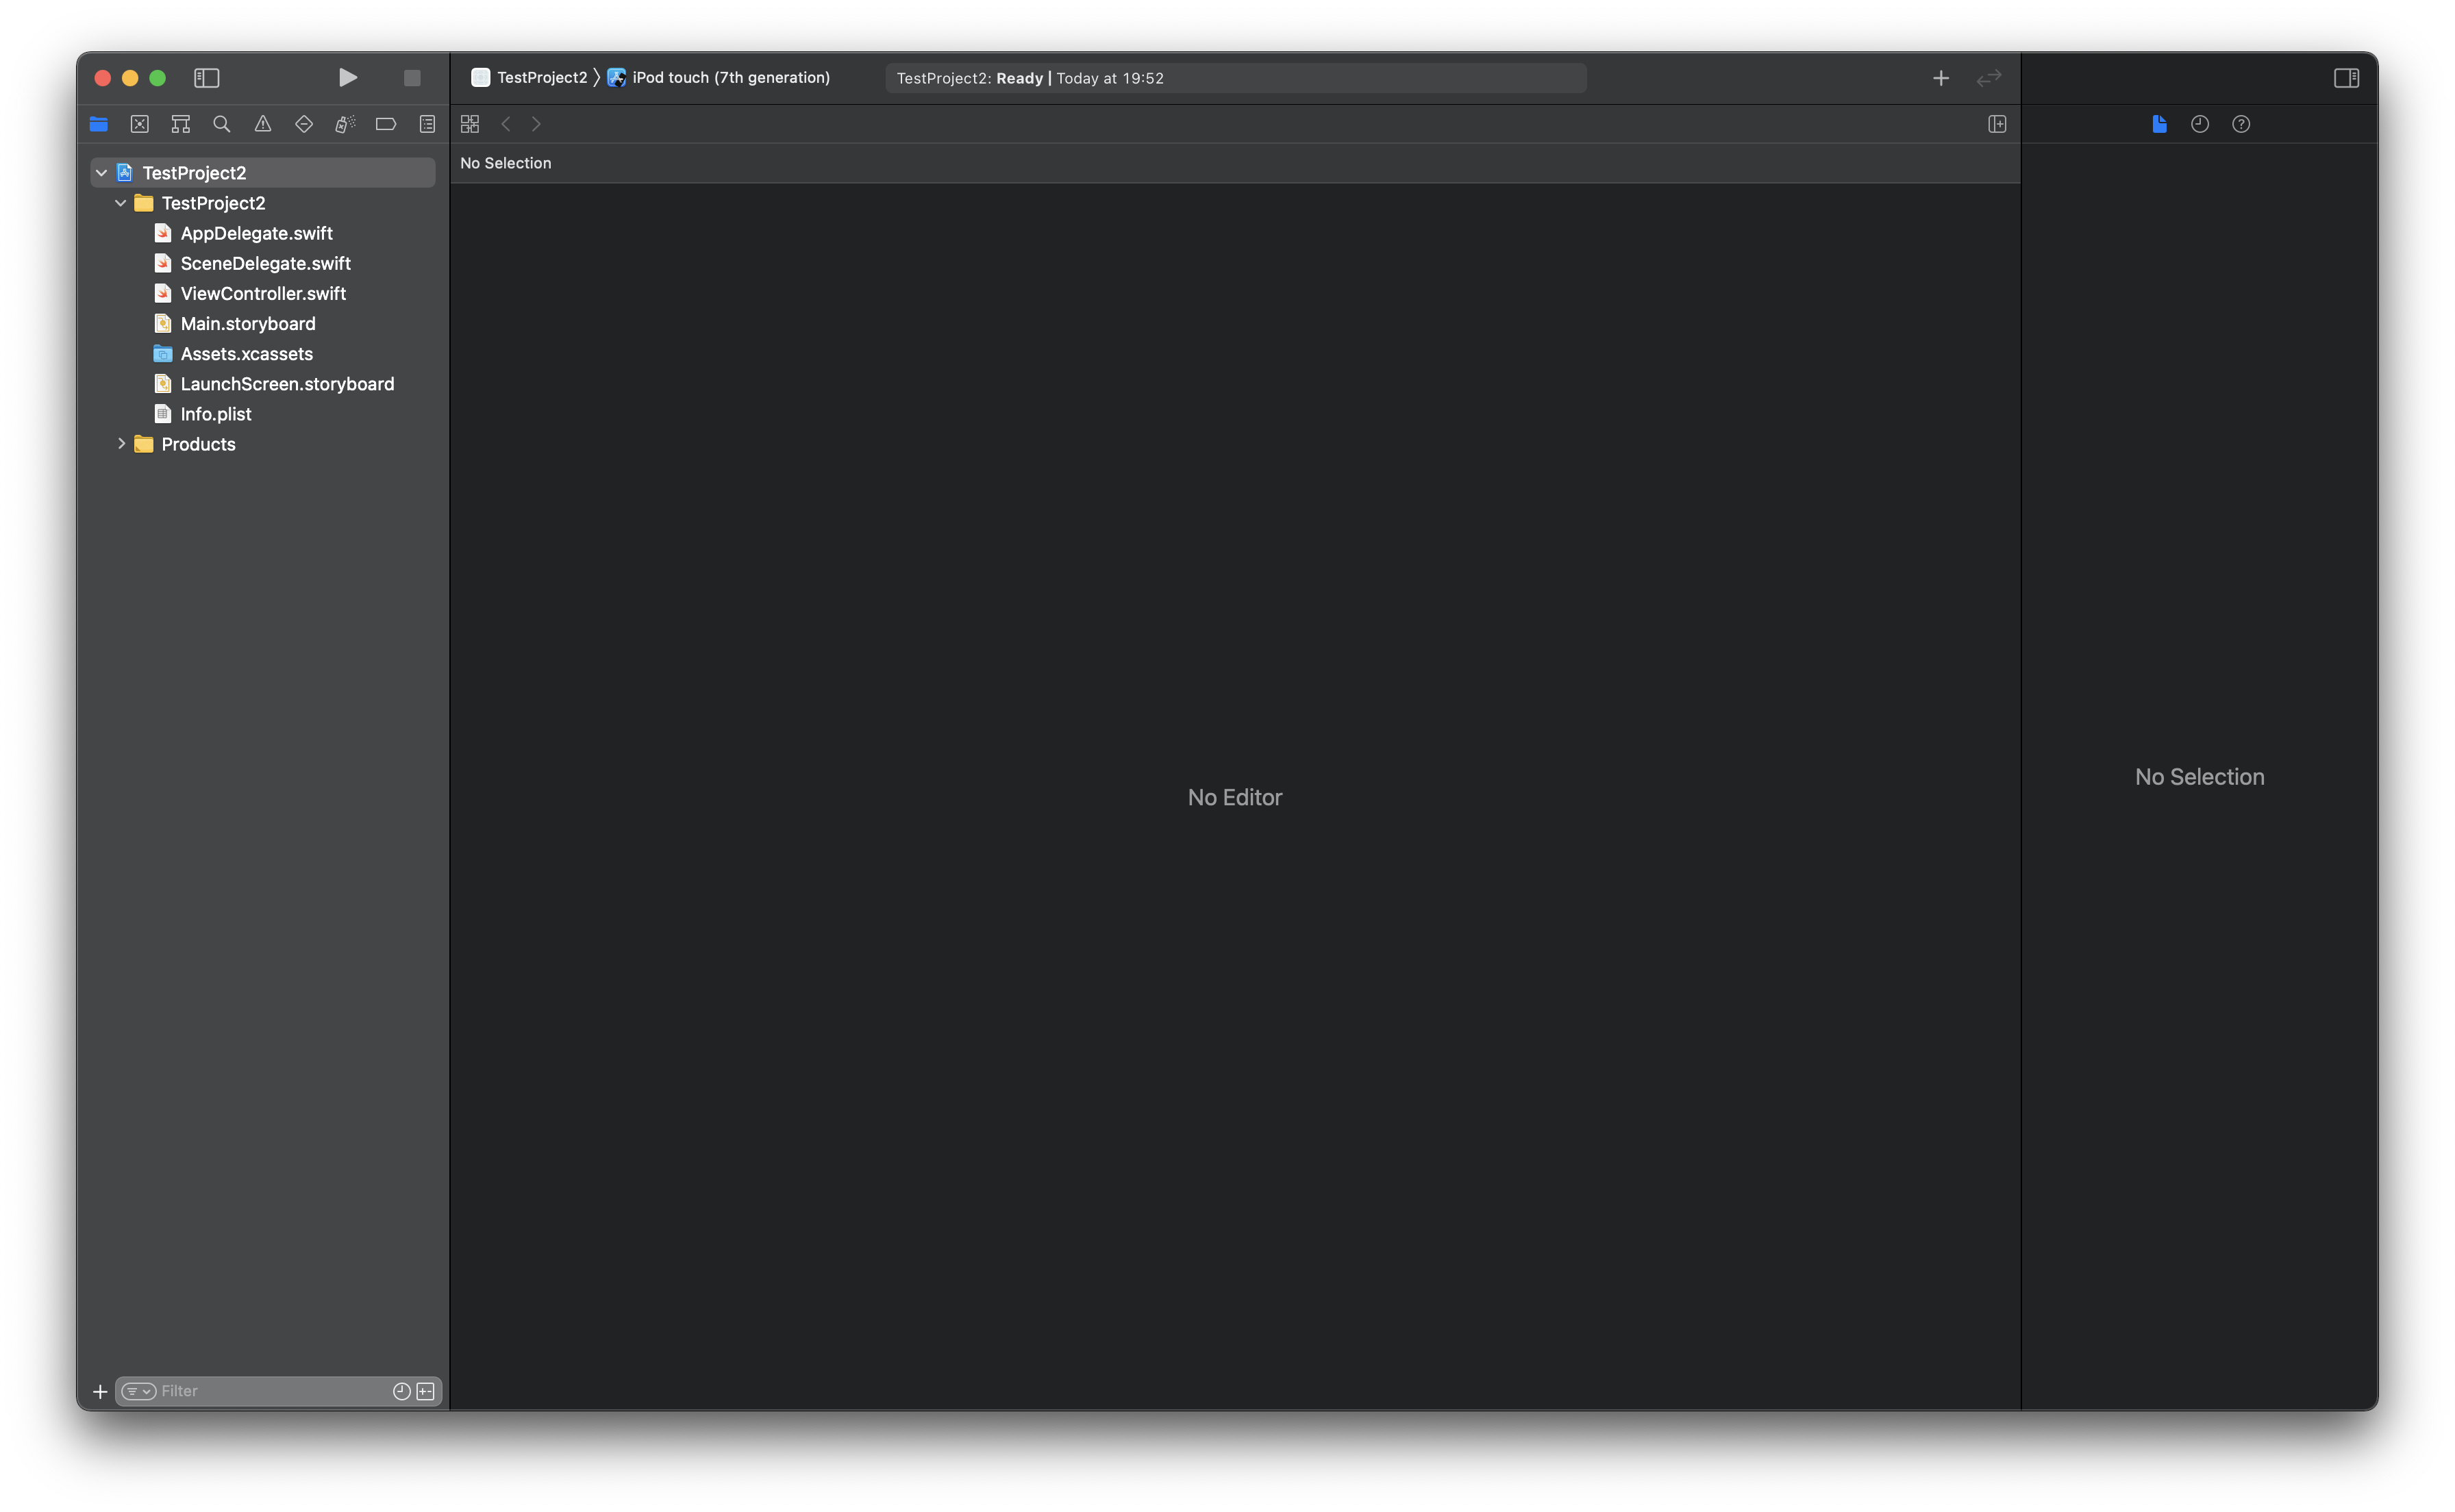 TestProject2 〉 iPod touch (7th generation)
TestProject2: Ready | Today at 19:52
No Selection
TestProject2
TestProject2
AppDelegate.swift
SceneDelegate.swift
ViewController.swift
Main.storyboard
Assets.xcassets
LaunchScreen.storyboard
Info.plist
Products
No Editor
No Selection
Filter